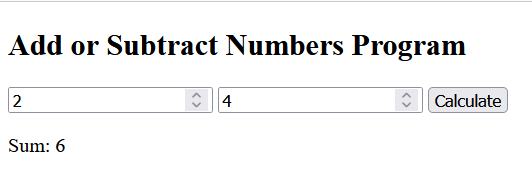 Add or Subtract Numbers Program
2 4 Calculate
Sum: 6